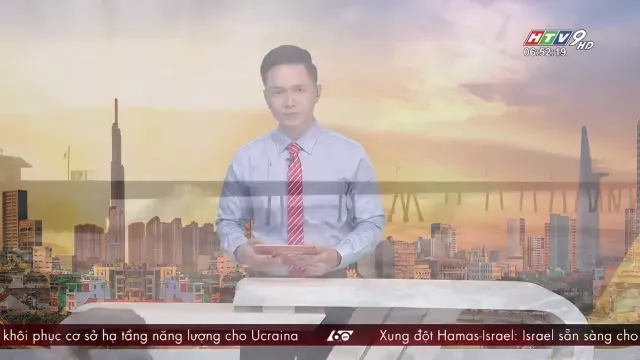 HTV9 HD
06:52:19
khôi phục cơ sở hạ tầng năng lượng cho Ucraina 60 Xung đột Hamas-Israel: Israel sẵn sàng cho